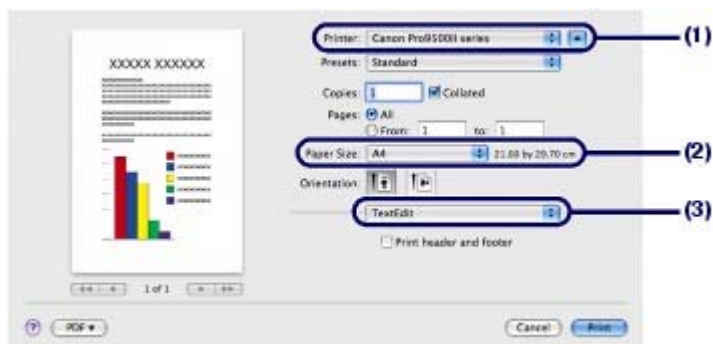 Printer: Canon Pro9500II series (1)
XXXXX XXXXXX
Presets: Standard
Copies: 1 Collated
Pages: All
From: 1 to: 1
Paper Size: A4 21.00 by 29.70 cm (2)
Orientation:
TextEdit (3)
Print header and footer
1 of 1
? PDF Cancel Print